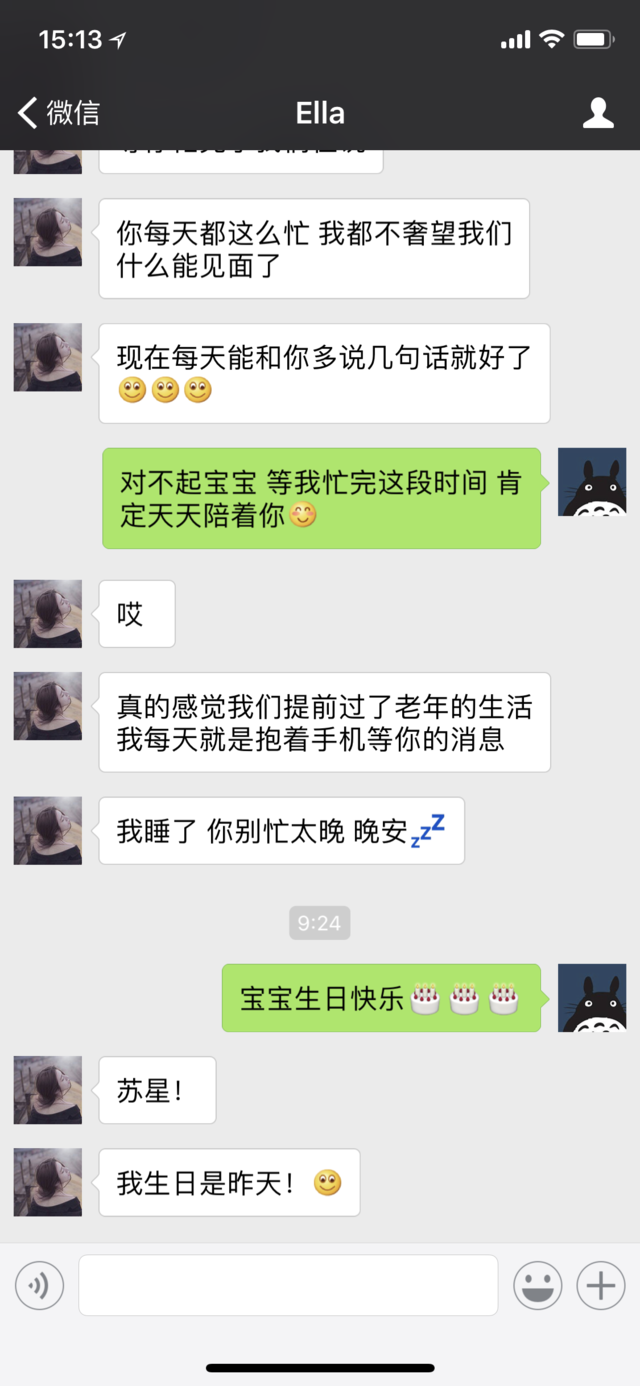 15:13
微信
Ella
你每天都这么忙 我都不奢望我们
什么能见面了
现在每天能和你多说几句话就好了
对不起宝宝 等我忙完这段时间 肯
定天天陪着你
哎
真的感觉我们提前过了老年的生活
我每天就是抱着手机等你的消息
我睡了 你别忙太晚 晚安
9:24
宝宝生日快乐
苏星！
我生日是昨天！